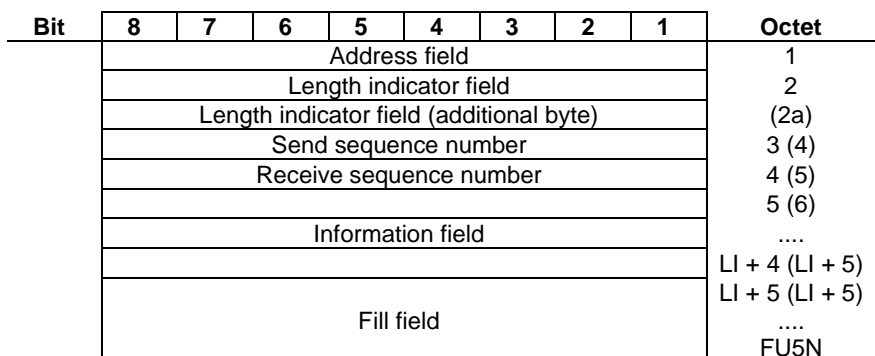 Bit 8 7 6 5 4 3 2 1 Octet
Address field 1
Length indicator field 2
Length indicator field (additional byte) (2a)
Send sequence number 3 (4)
Receive sequence number 4 (5)
5 (6)
Information field ....
LI + 4 (LI + 5)
LI + 5 (LI + 5)
Fill field ....
FU5N